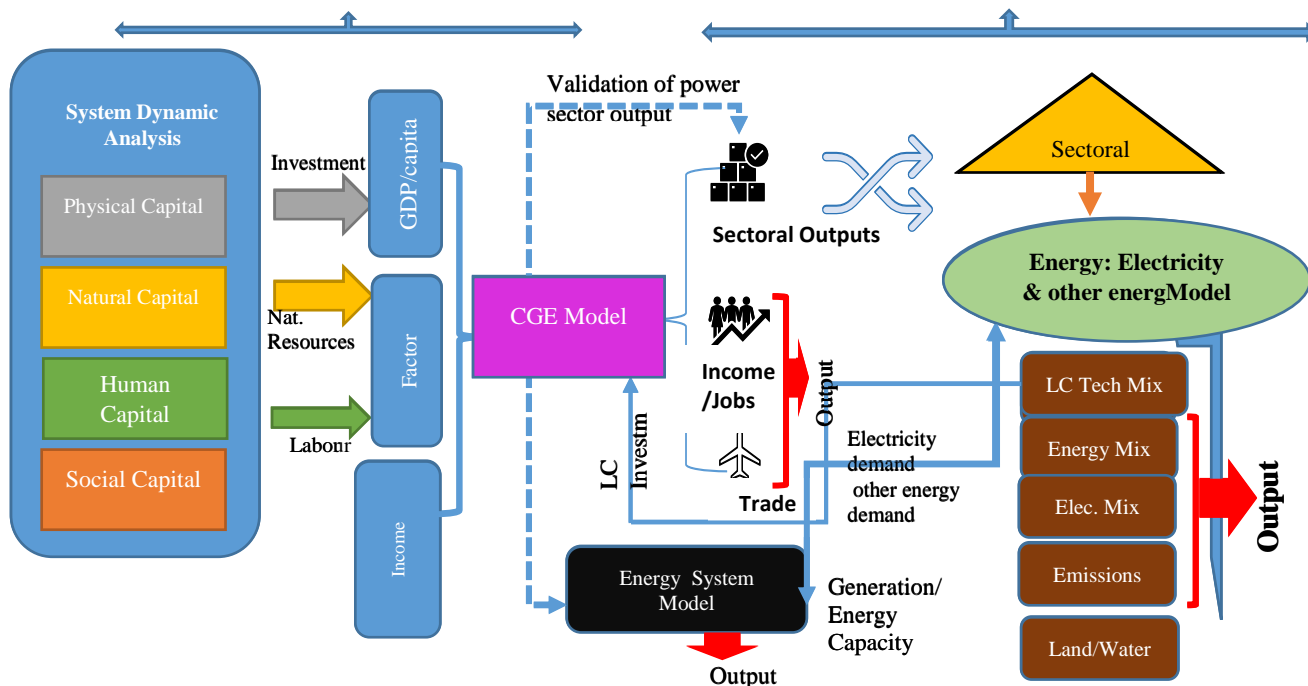 System Dynamic
Analysis
Physical Capital
Natural Capital
Human
Capital
Social Capital
Investment
Nat.
Resources
Labour
GDP/capita
Factor
Income
CGE Model
Validation of power
sector output
Sectoral Outputs
Income
/Jobs
Trade
Output
LC
Investm
Electricity
demand
other energy
demand
Energy System
Model
Generation/
Energy
Capacity
Output
Sectoral
Energy: Electricity
& other energModel
LC Tech Mix
Energy Mix
Elec. Mix
Emissions
Land/Water
Output